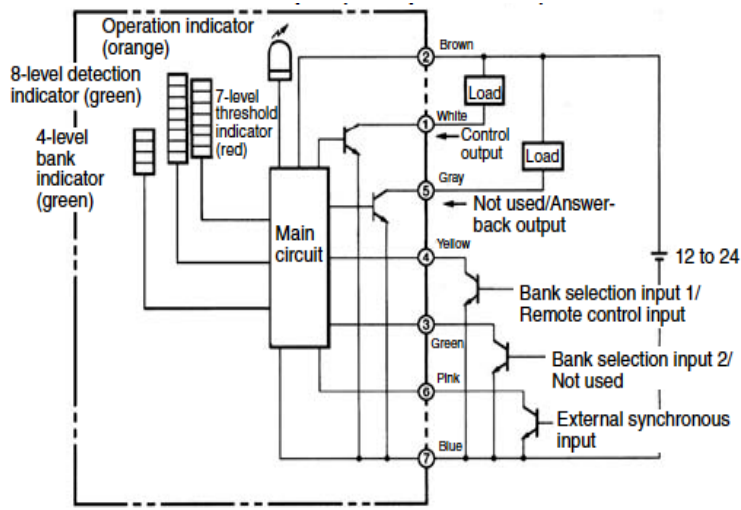 Operation indicator
(orange)
8-level detection
indicator (green)
7-level
threshold
indicator
(red)
4-level
bank
indicator
(green)
Main
circuit
2
Brown
Load
1
White
Control
output
Load
5
Gray
Not used/Answer-
back output
4
Yellow
12 to 24
Bank selection input 1/
Remote control input
3
Green
Bank selection input 2/
Not used
6
Pink
External synchronous
input
7
Blue